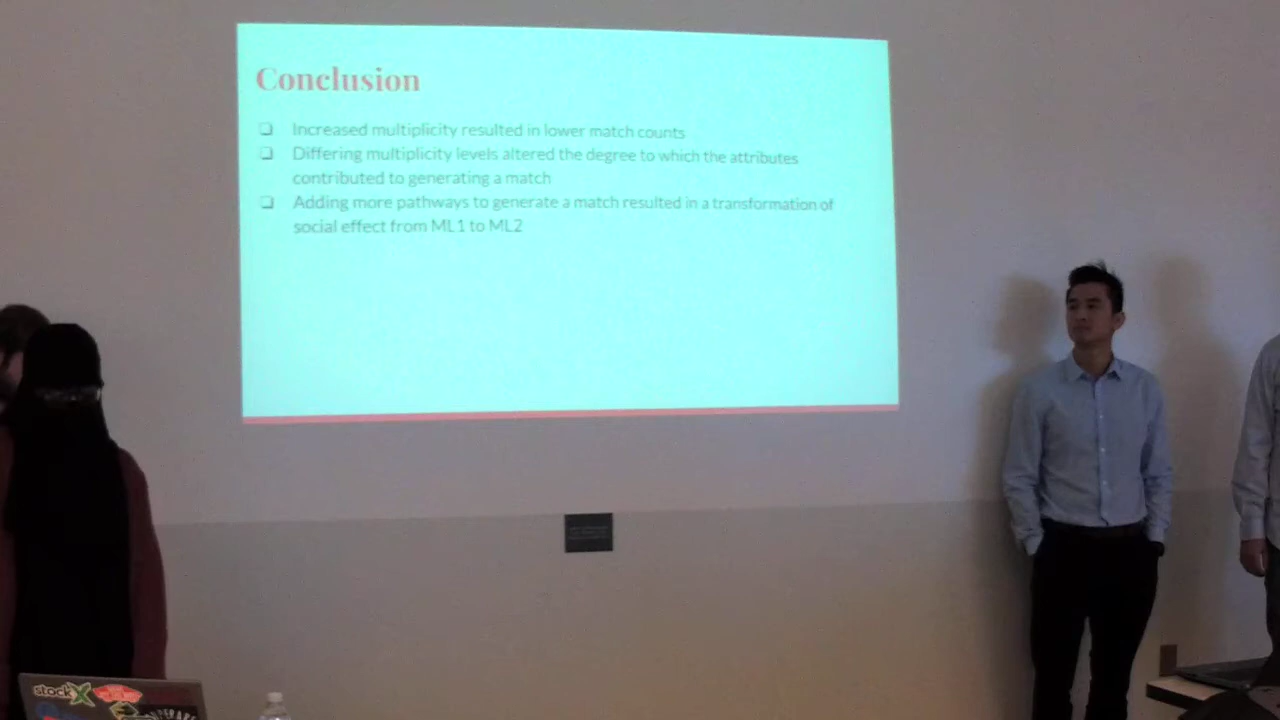 Conclusion
Increased multiplicity resulted in lower match counts
Differing multiplicity levels altered the degree to which the attributes
contributed to generating a match
Adding more pathways to generate a match resulted in a transformation of
social effect from ML1 to ML2
stockX